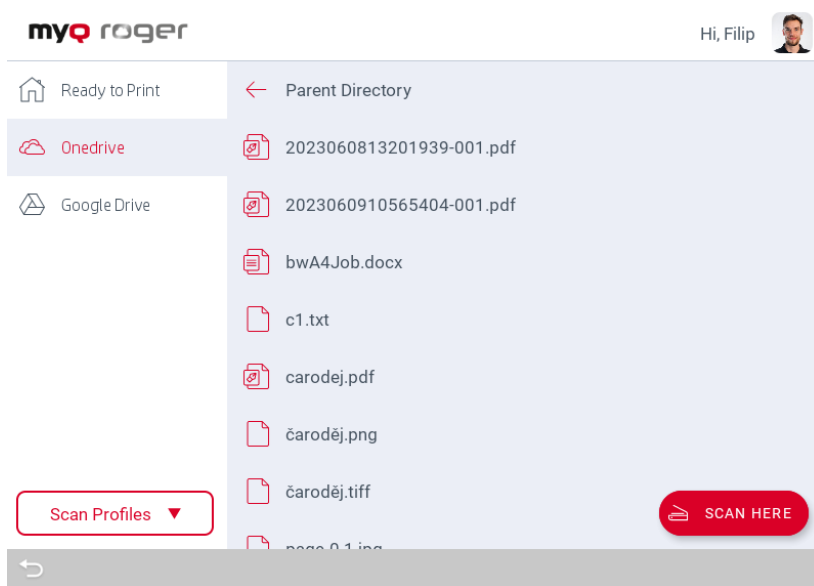 myq roger
Hi, Filip
Ready to Print
Onedrive
Google Drive
Scan Profiles
Parent Directory
2023060813201939-001.pdf
2023060910565404-001.pdf
bwA4Job.docx
c1.txt
carodej.pdf
čaroděj.png
čaroděj.tiff
SCAN HERE